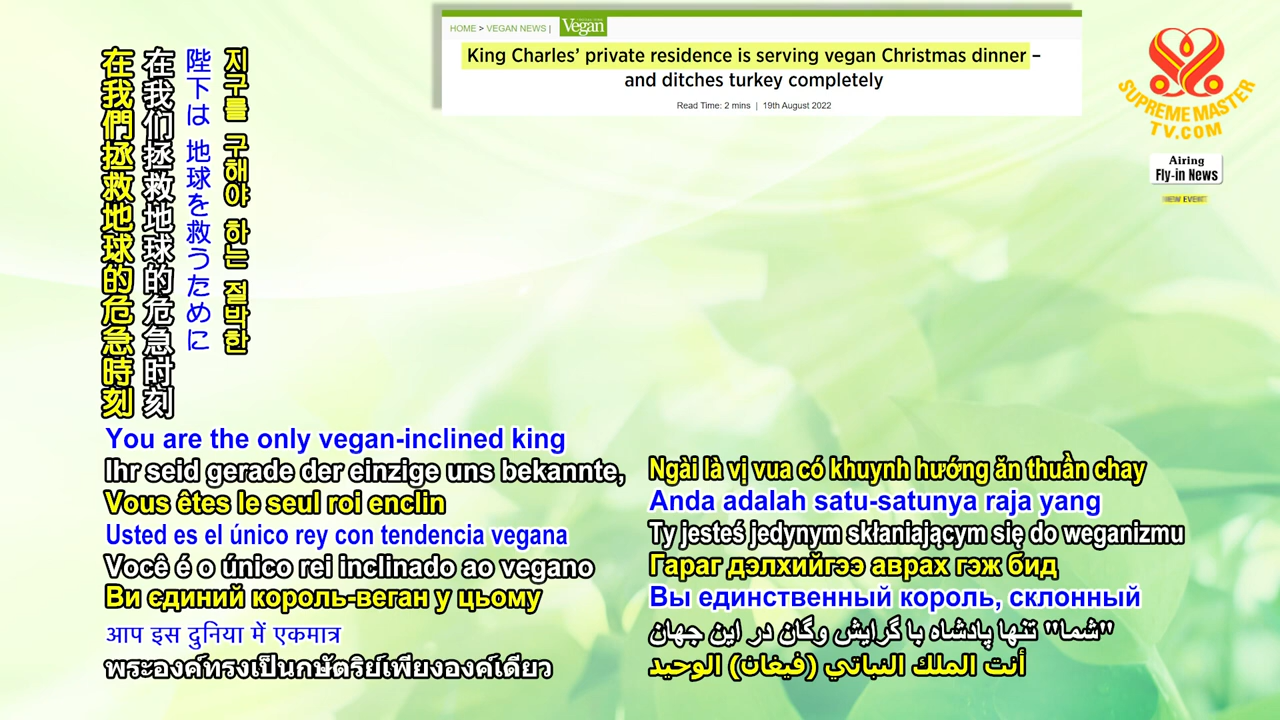 HOME > VEGAN NEWS |
Vegan
King Charles’ private residence is serving vegan Christmas dinner –
and ditches turkey completely
Read Time: 2 mins | 19th August 2022
SUPREME MASTER
TV.COM
Airing
Fly-in News
NEW EVENT
지구를 구해야 하는 절박한
陛下は 地球を救うために
在我们拯救地球的危急时刻
在我們拯救地球的危急時刻
You are the only vegan-inclined king
Ihr seid gerade der einzige uns bekannte,
Vous êtes le seul roi enclin
Usted es el único rey con tendencia vegana
Você é o único rei inclinado ao vegano
Ви єдиний король-веган у цьому
आप इस दुनिया में एकमात्र
พระองค์ทรงเป็นกษัตริย์เพียงองค์เดียว
Ngài là vị vua có khuynh hướng ăn thuần chay
Anda adalah satu-satunya raja yang
Ty jesteś jedynym skłaniającym się do weganizmu
Гараг дэлхийгээ аврах гэж бид
Вы единственный король, склонный
"شما" تنها پادشاه با گرایش وگان در این جهان
أنت الملك النباتي (فيغان) الوحيد